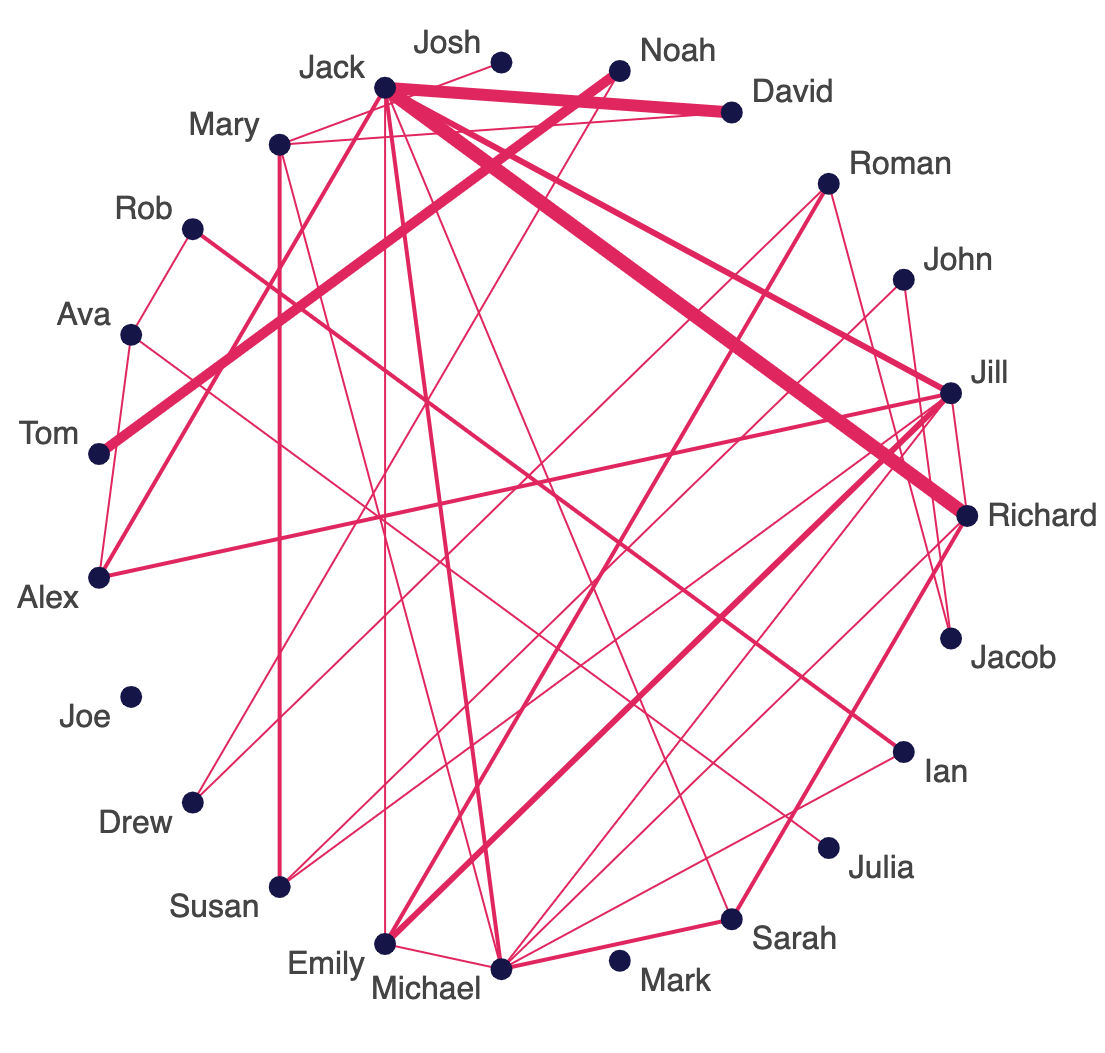 Josh
Noah
Jack
David
Mary
Roman
Rob
John
Ava
Jill
Tom
Richard
Alex
Jacob
Joe
Ian
Drew
Julia
Susan
Sarah
Emily
Michael
Mark